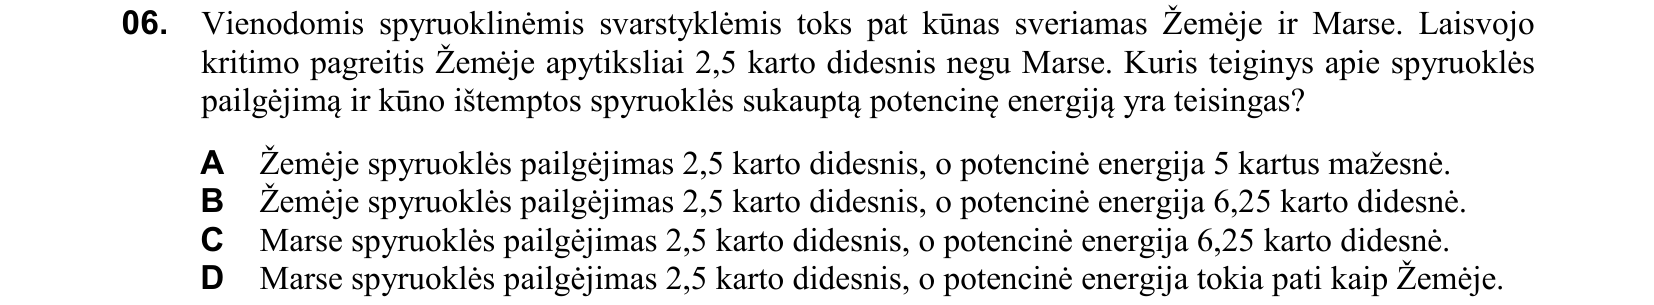 06. Vienodomis spyruoklinėmis svarstyklėmis toks pat kūnas sveriamas Žemėje ir Marse. Laisvojo
kritimo pagreitis Žemėje apytiksliai 2,5 karto didesnis negu Marse. Kuris teiginys apie spyruoklės
pailgėjimą ir kūno ištemptos spyruoklės sukauptą potencinę energiją yra teisingas?
A Žemėje spyruoklės pailgėjimas 2,5 karto didesnis, o potencinė energija 5 kartus mažesnė.
B Žemėje spyruoklės pailgėjimas 2,5 karto didesnis, o potencinė energija 6,25 karto didesnė.
C Marse spyruoklės pailgėjimas 2,5 karto didesnis, o potencinė energija 6,25 karto didesnė.
D Marse spyruoklės pailgėjimas 2,5 karto didesnis, o potencinė energija tokia pati kaip Žemėje.